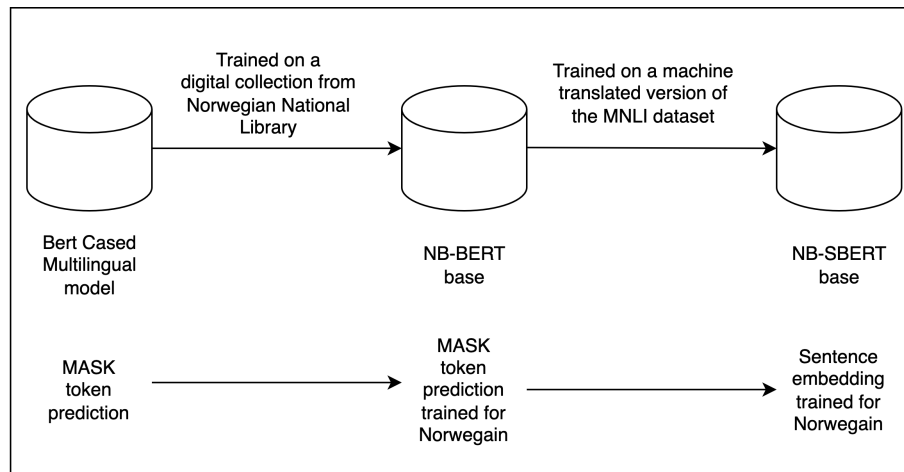 Trained on a
digital collection from
Norwegian National
Library
Trained on a machine
translated version of
the MNLI dataset
Bert Cased
Multilingual
model
NB-BERT
base
NB-SBERT
base
MASK
token
prediction
MASK
token
prediction
trained for
Norwegain
Sentence
embedding
trained for
Norwegain